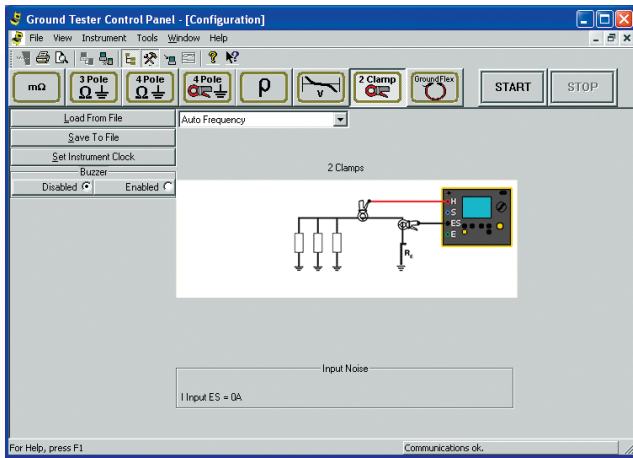 Ground Tester Control Panel - [Configuration]
File View Instrument Tools Window Help
mΩ
3 Pole
Ω
4 Pole
Ω
4 Pole
ρ
V
2 Clamp
GroundFlex
START
STOP
Load From File
Auto Frequency
Save To File
Set Instrument Clock
Buzzer
Disabled
Enabled
2 Clamps
H
S
ES
E
Rx
Input Noise
I Input ES = 0A
For Help, press F1
Communications ok.